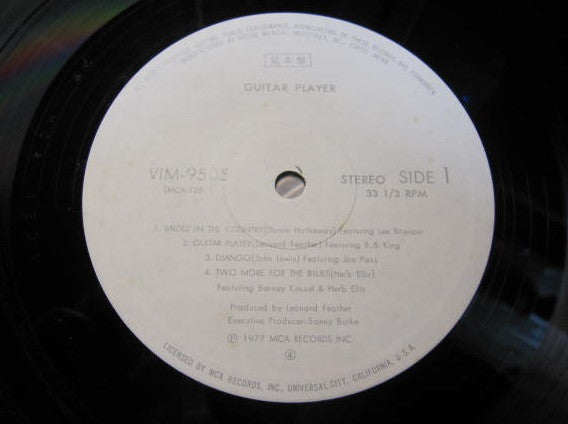 見本盤
GUITAR PLAYER
VIM-9505
STEREO SIDE 1
33 1/3 RPM
1. VALDEZ IN THE COUNTRY(Donny Hathaway) Featuring Lee Ritenour
2. GUITAR PLAYER(Leonard Feather) Featuring B.B. King
3. DJANGO(John Lewis) Featuring Joe Pass
4. TWO MORE FOR THE BLUES(Herb Ellis)
Featuring Barney Kessel & Herb Ellis
Produced by Leonard Feather
Executive Producer-Sonny Burke
Ⓟ 1977 MCA RECORDS INC.
④
LICENSED BY MCA RECORDS, INC., UNIVERSAL CITY, CALIFORNIA, U.S.A.